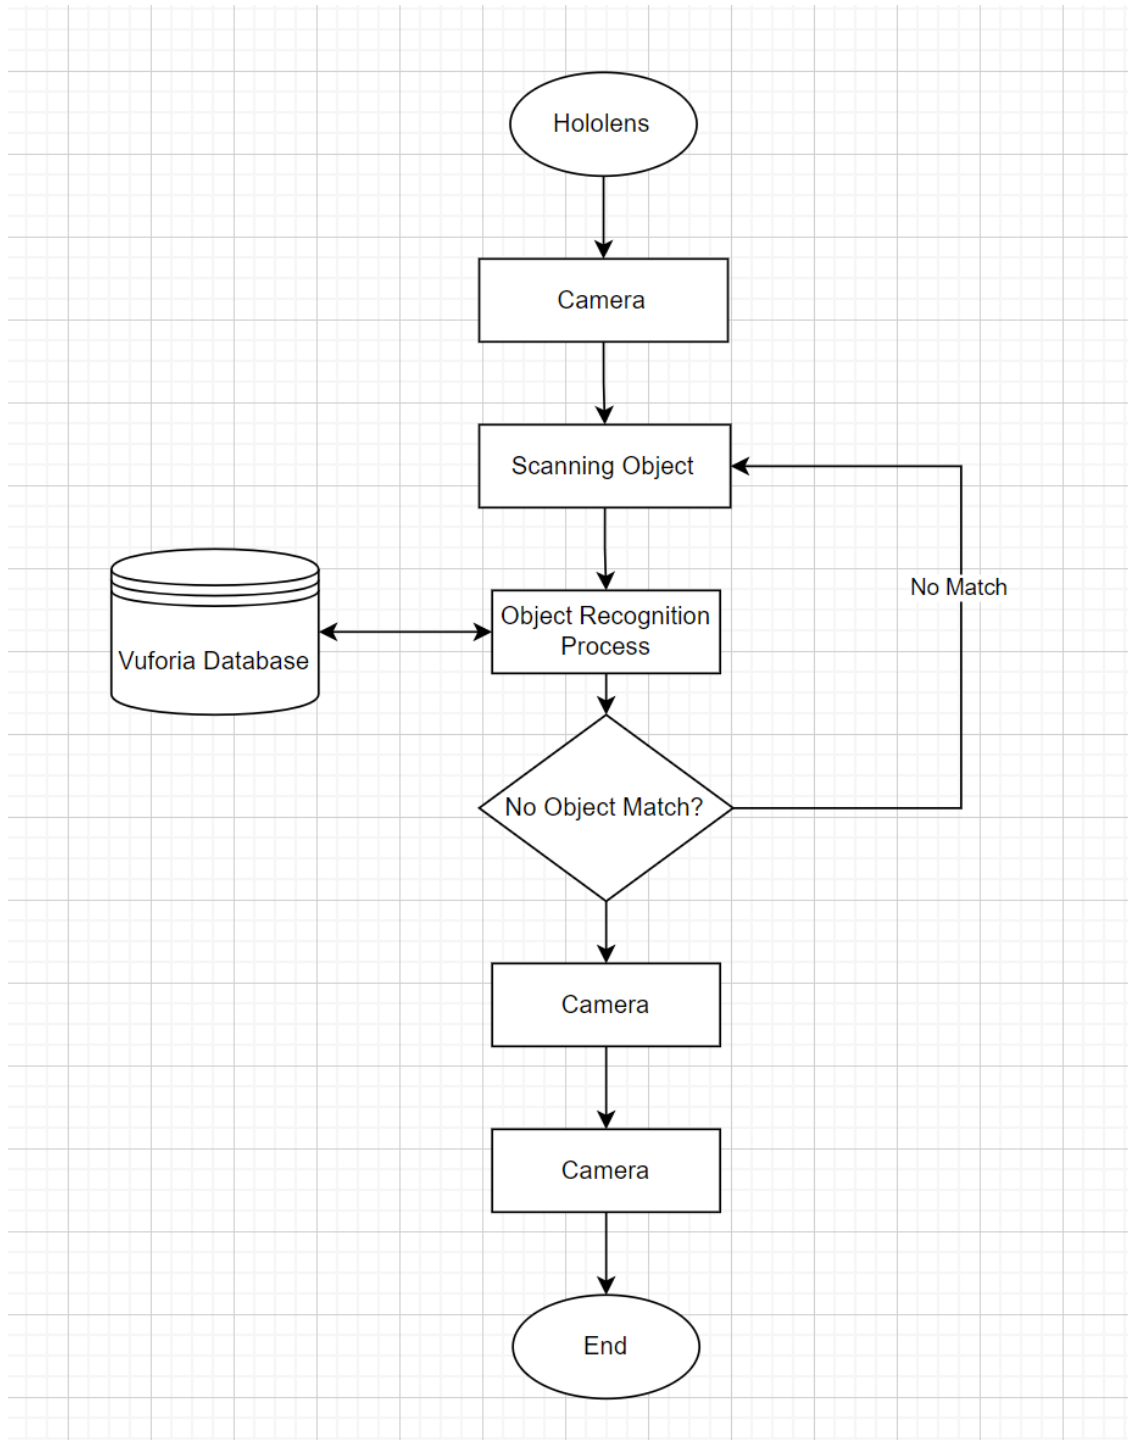 Hololens
Camera
Scanning Object
No Match
Object Recognition
Process
Vuforia Database
No Object Match?
Camera
Camera
End